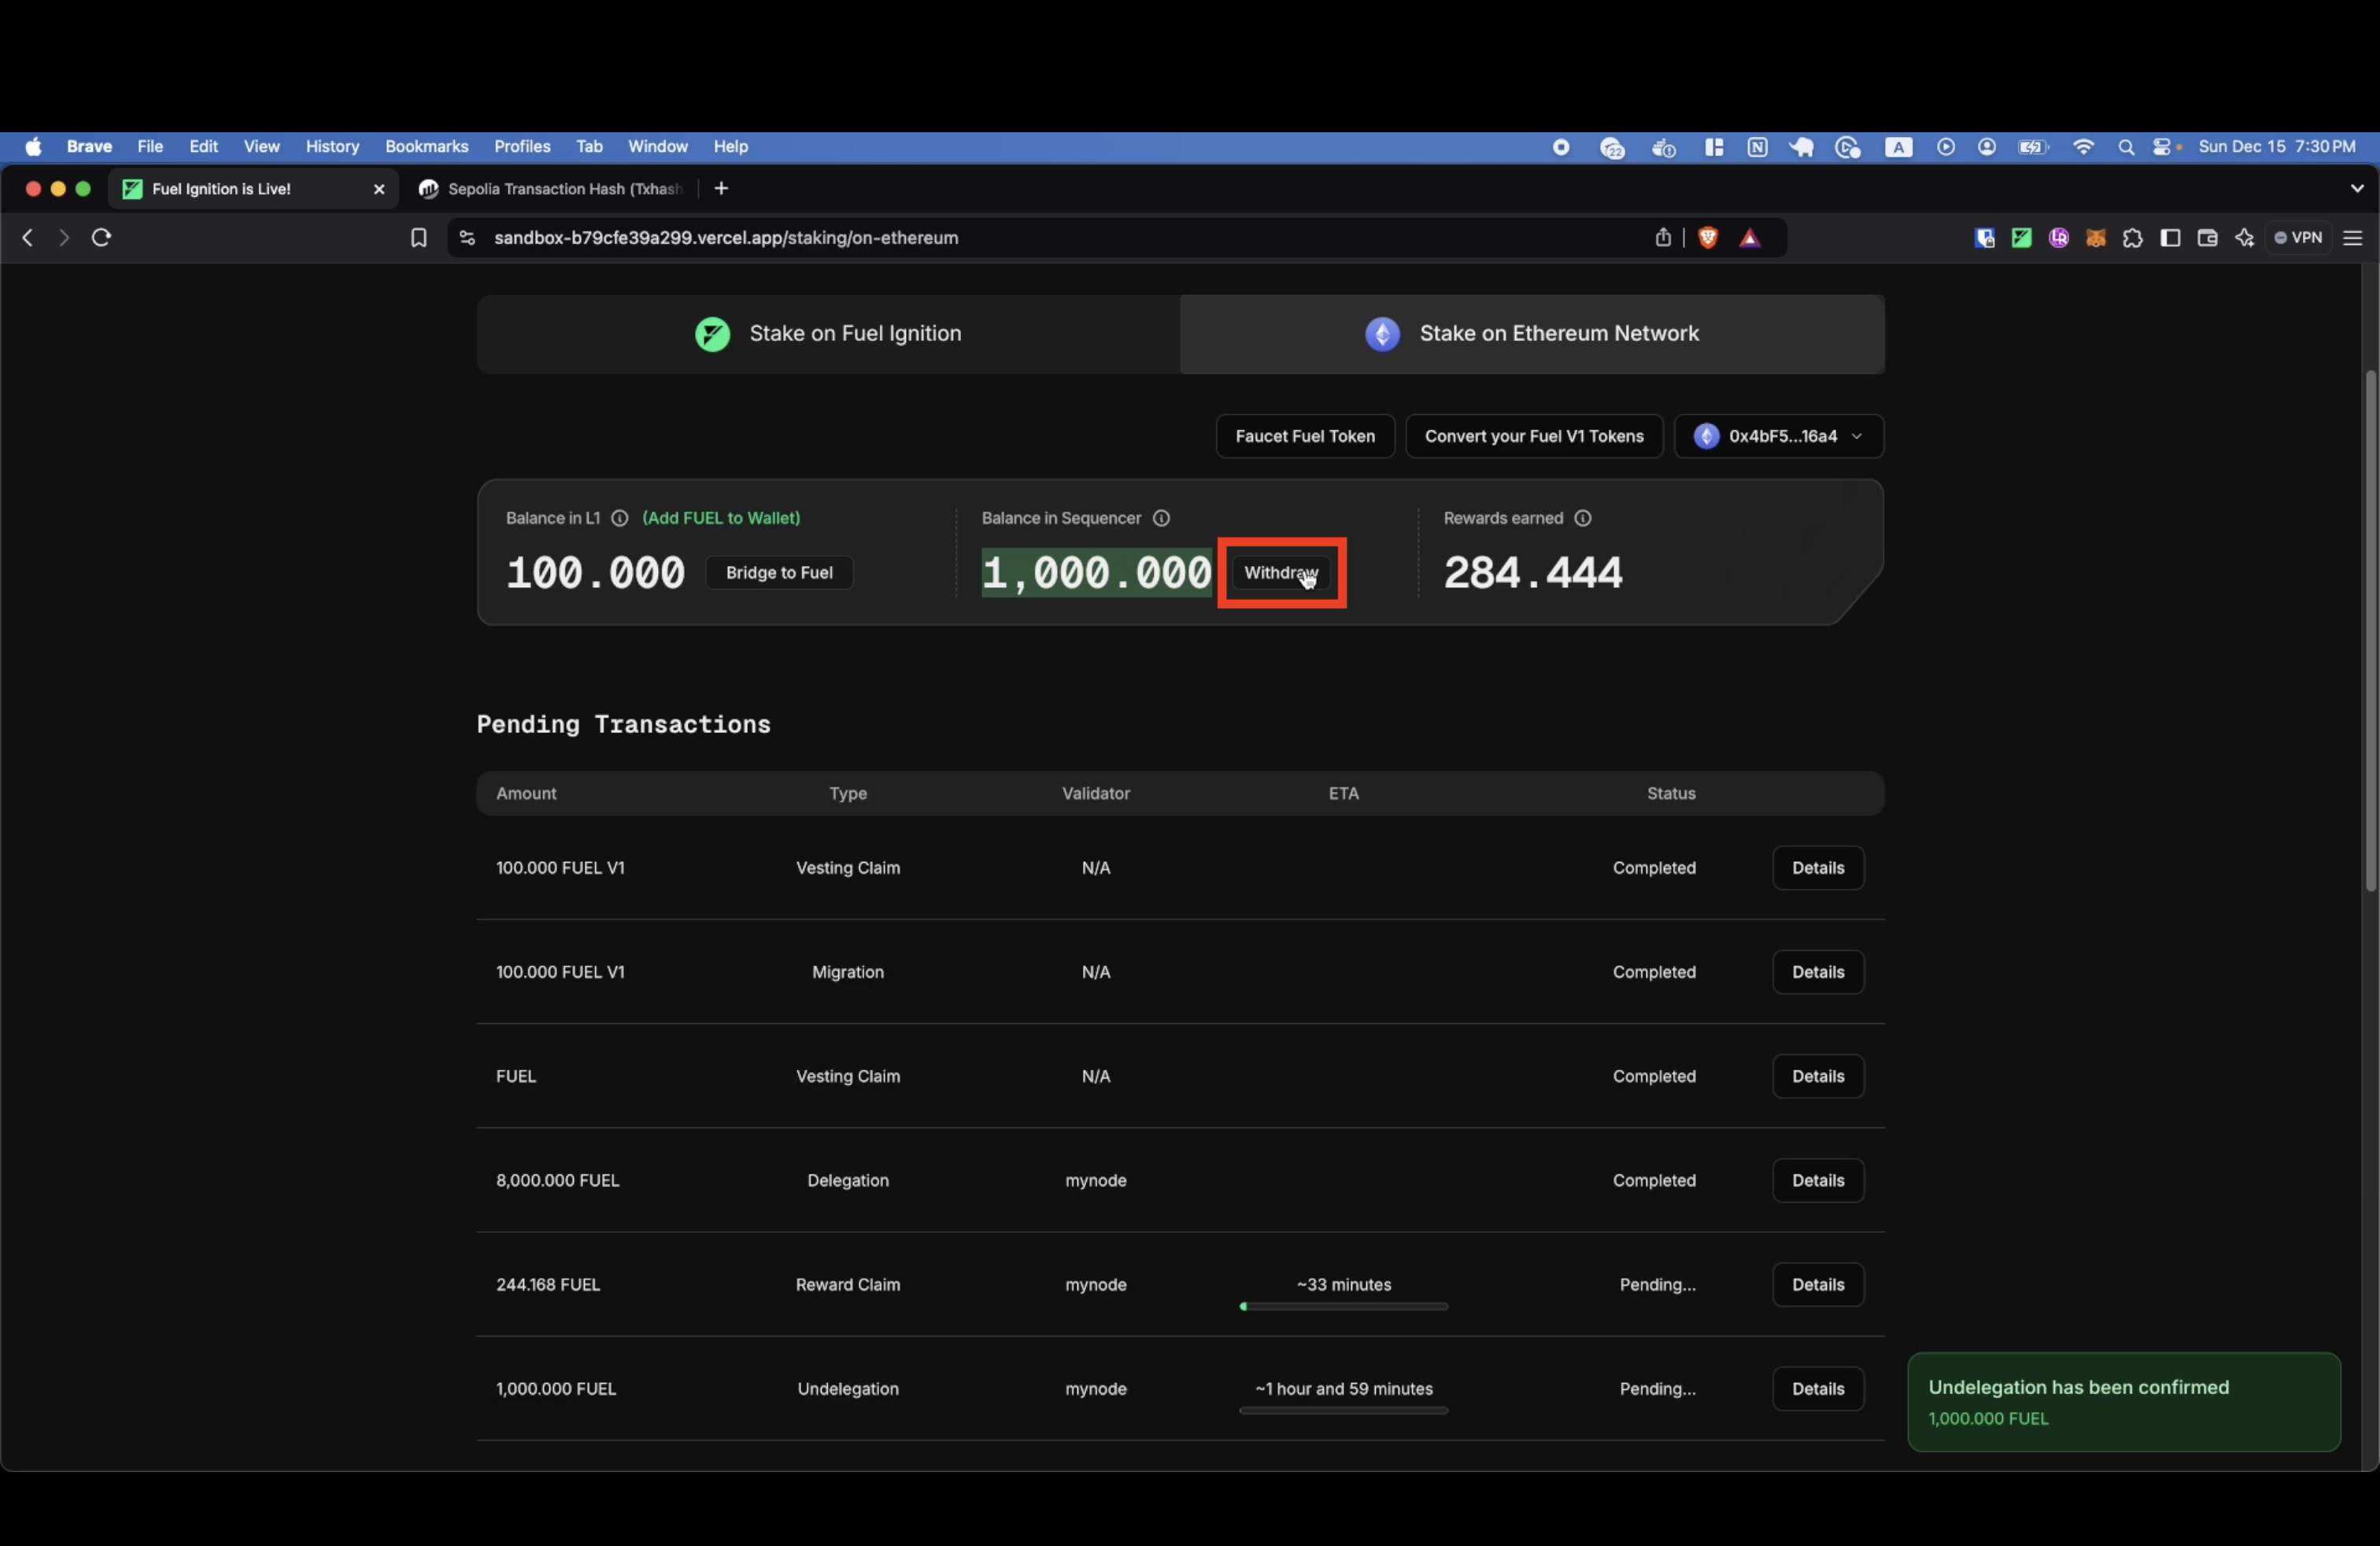 Brave File Edit View History Bookmarks Profiles Tab Window Help 22 A Sun Dec 15 7:30 PM
Fuel Ignition is Live! Sepolia Transaction Hash (Txhash
sandbox-b79cfe39a299.vercel.app/staking/on-ethereum VPN
Stake on Fuel Ignition Stake on Ethereum Network
Faucet Fuel Token Convert your Fuel V1 Tokens 0x4bF5...16a4
Balance in L1 (Add FUEL to Wallet) Balance in Sequencer Rewards earned
100.000 Bridge to Fuel 1,000.000 Withdraw 284.444
Pending Transactions
Amount Type Validator ETA Status
100.000 FUEL V1 Vesting Claim N/A Completed Details
100.000 FUEL V1 Migration N/A Completed Details
FUEL Vesting Claim N/A Completed Details
8,000.000 FUEL Delegation mynode Completed Details
244.168 FUEL Reward Claim mynode ~33 minutes Pending... Details
1,000.000 FUEL Undelegation mynode ~1 hour and 59 minutes Pending... Details
Undelegation has been confirmed
1,000.000 FUEL